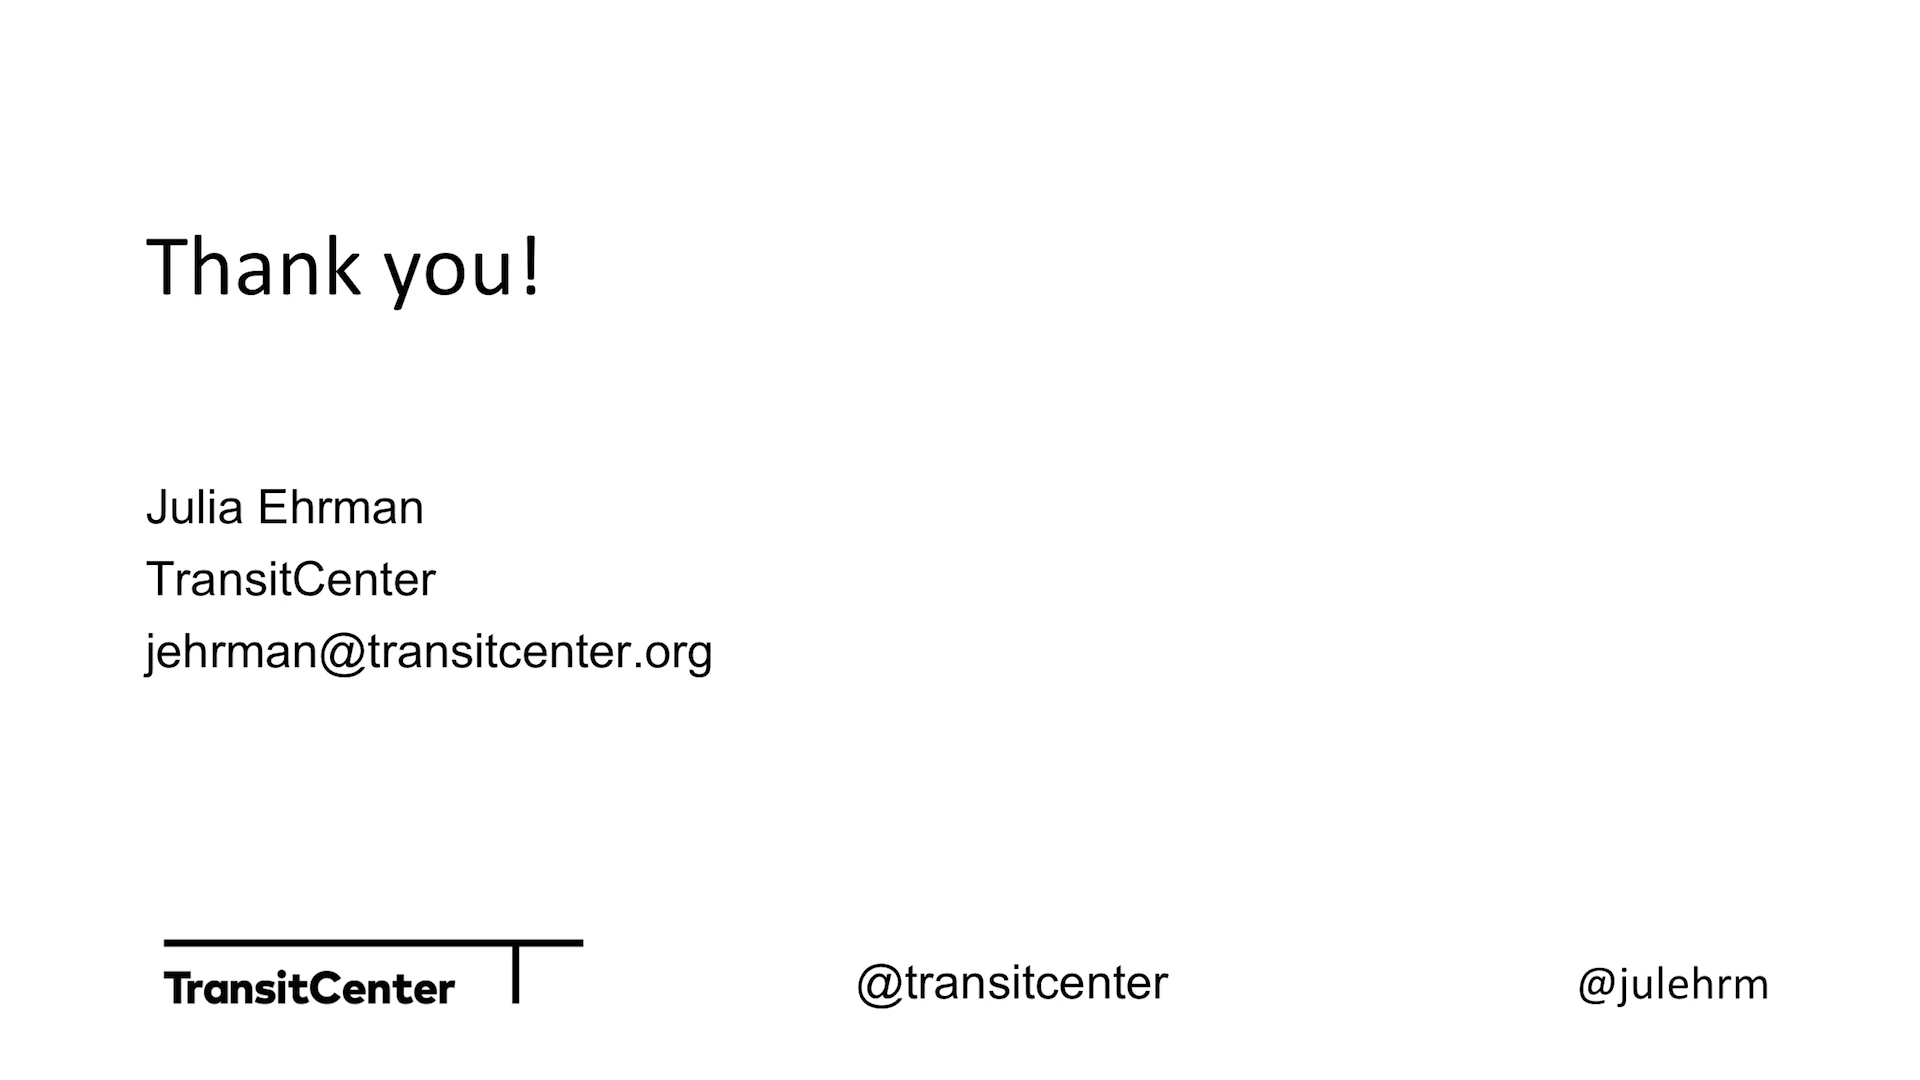 Thank you!
Julia Ehrman
TransitCenter
jehrman@transitcenter.org
TransitCenter
@transitcenter
@julehrm